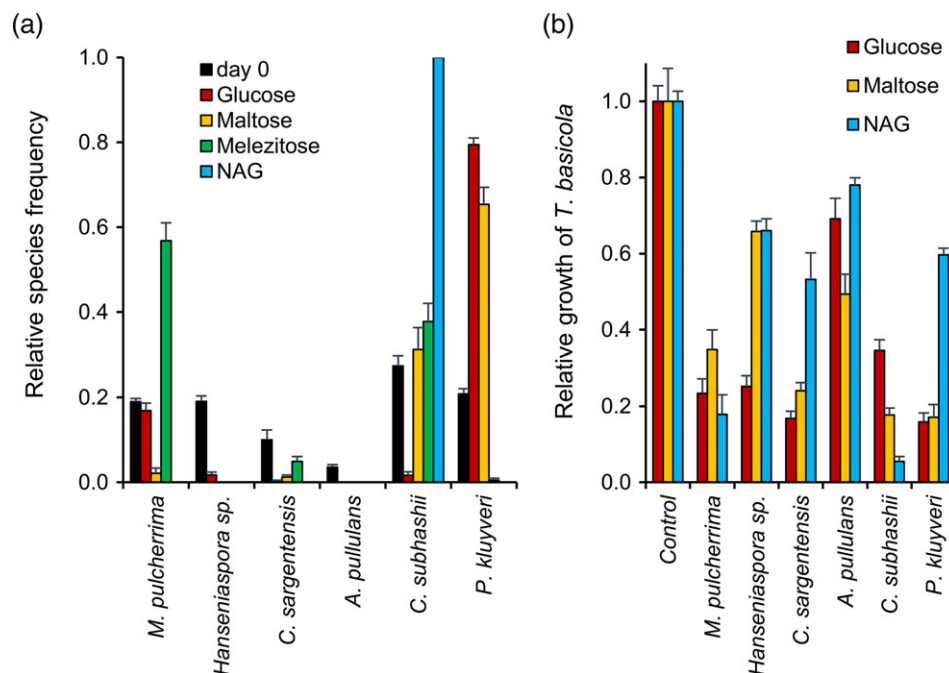 (a)
Relative species frequency
1.0
0.8
0.6
0.4
0.2
0.0
day 0
Glucose
Maltose
Melezitose
NAG
M. pulcherrima
Hanseniaspora sp.
C. sargentensis
A. pullulans
C. subhashii
P. kluyveri
(b)
Relative growth of T. basicola
1.0
0.8
0.6
0.4
0.2
0.0
Glucose
Maltose
NAG
Control
M. pulcherrima
Hanseniaspora sp.
C. sargentensis
A. pullulans
C. subhashii
P. kluyveri